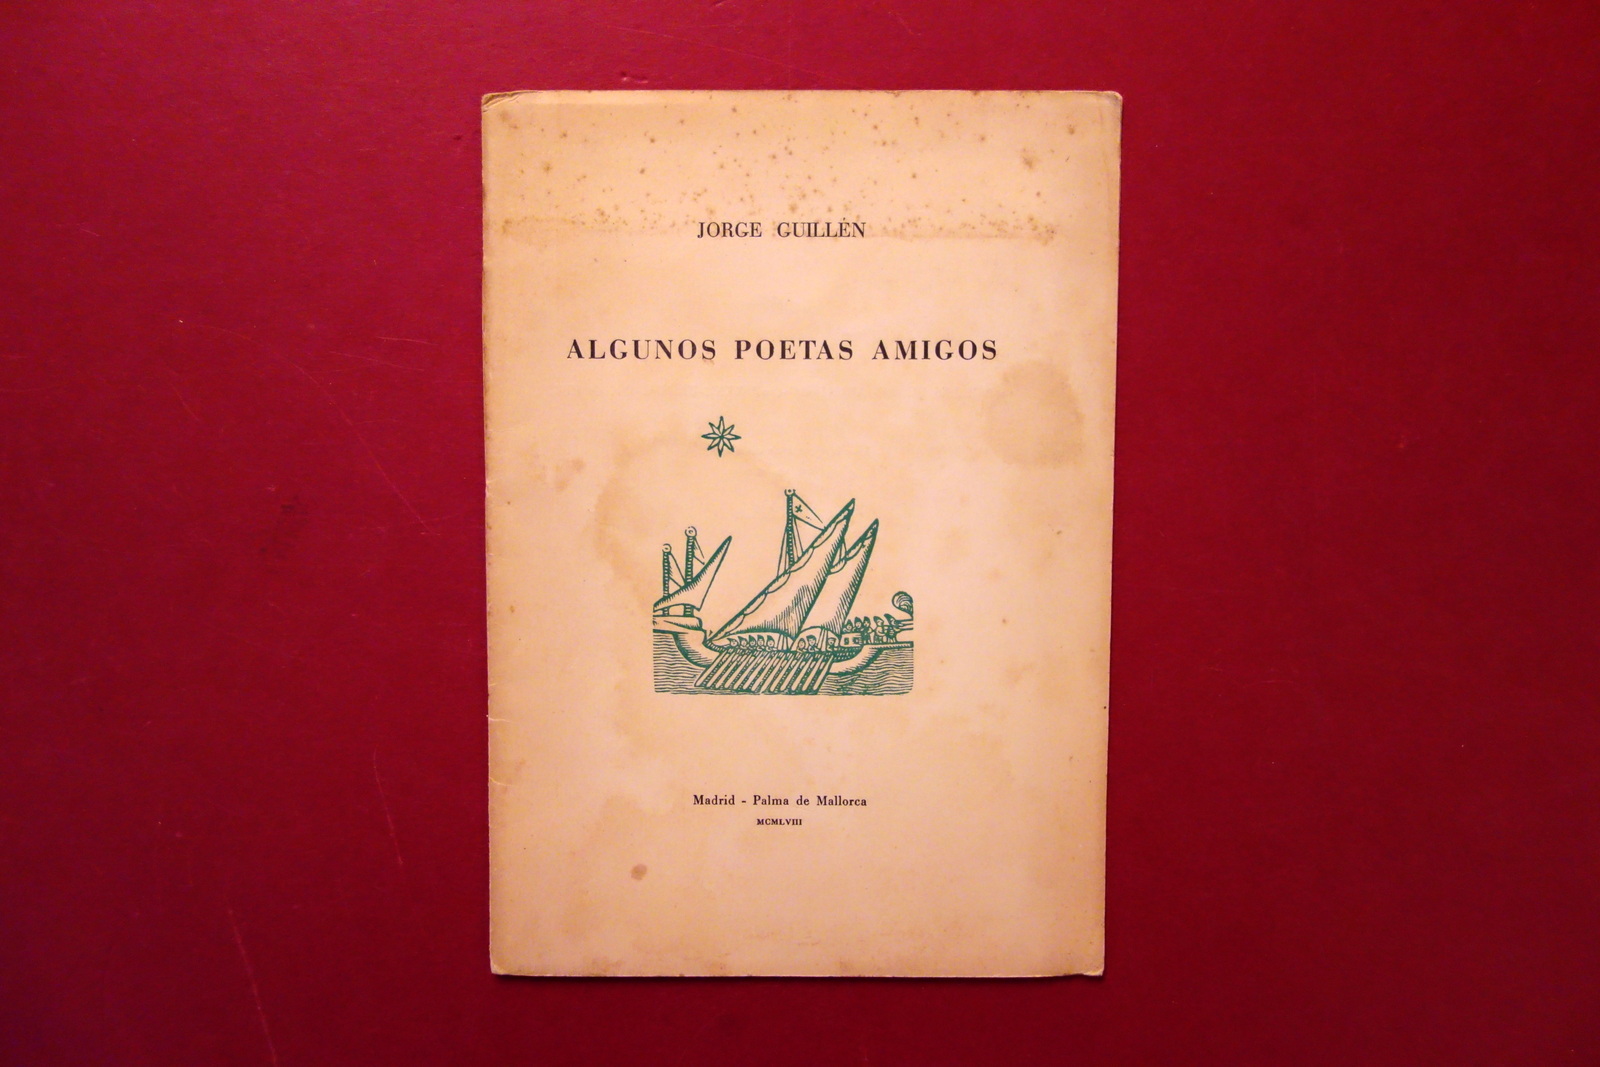 JORGE GUILLÉN
ALGUNOS POETAS AMIGOS
Madrid - Palma de Mallorca
MCMLVIII